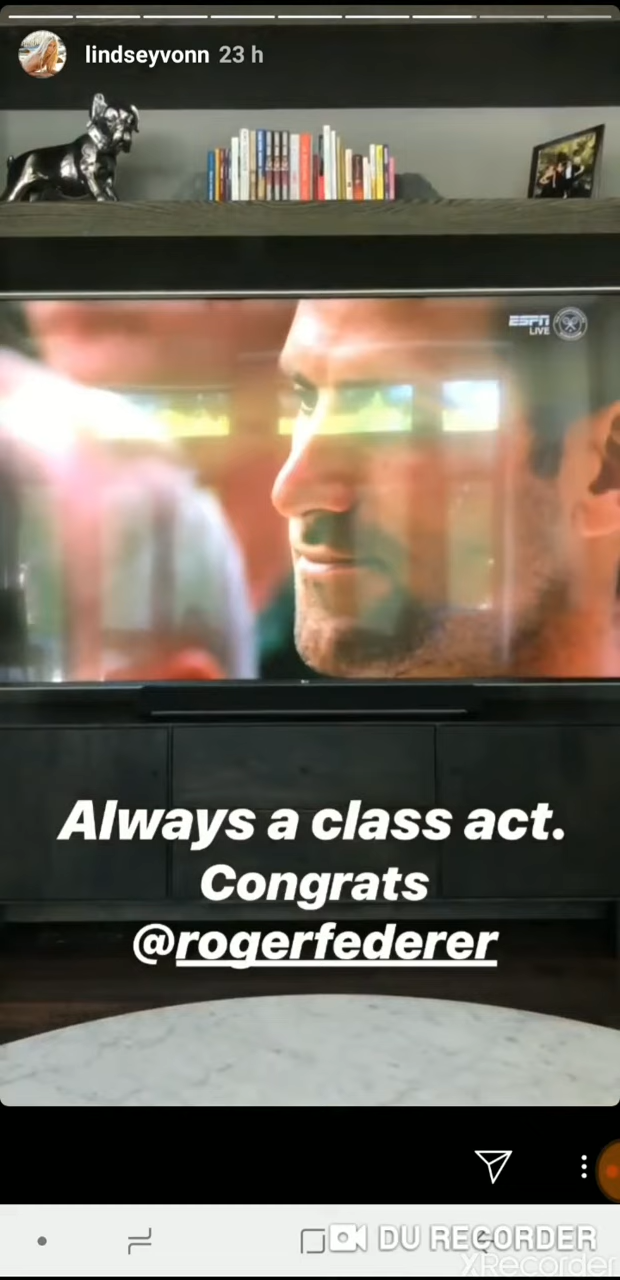 lindseyvonn 23 h
ESPN
LIVE
Always a class act.
Congrats
@rogerfederer
DU RECORDER
XRecorder